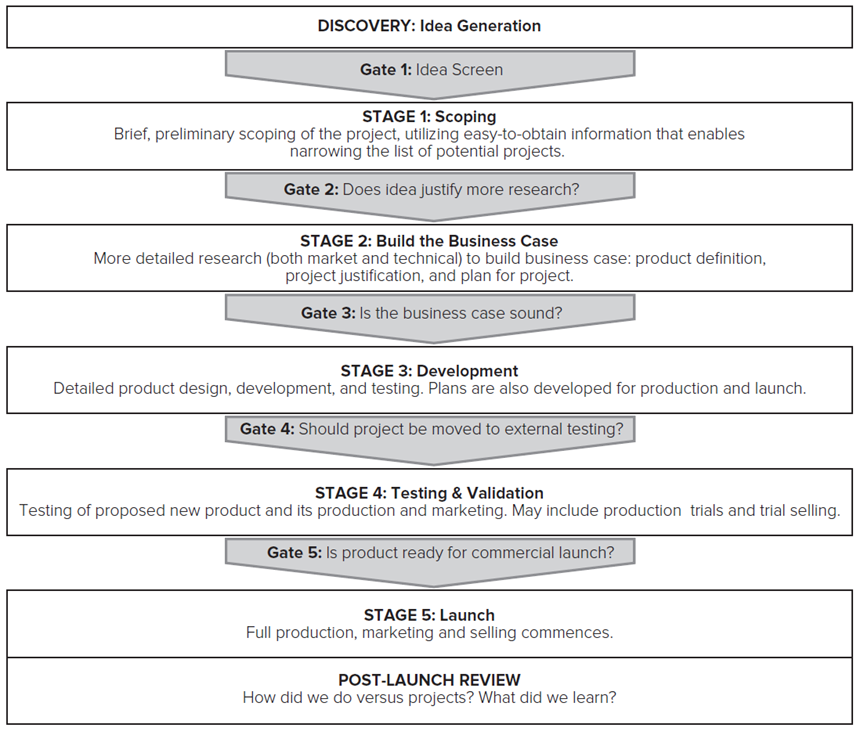 DISCOVERY: Idea Generation
Gate 1: Idea Screen
STAGE 1: Scoping
Brief, preliminary scoping of the project, utilizing easy-to-obtain information that enables
narrowing the list of potential projects.
Gate 2: Does idea justify more research?
STAGE 2: Build the Business Case
More detailed research (both market and technical) to build business case: product definition,
project justification, and plan for project.
Gate 3: Is the business case sound?
STAGE 3: Development
Detailed product design, development, and testing. Plans are also developed for production and launch.
Gate 4: Should project be moved to external testing?
STAGE 4: Testing & Validation
Testing of proposed new product and its production and marketing. May include production trials and trial selling.
Gate 5: Is product ready for commercial launch?
STAGE 5: Launch
Full production, marketing and selling commences.
POST-LAUNCH REVIEW
How did we do versus projects? What did we learn?